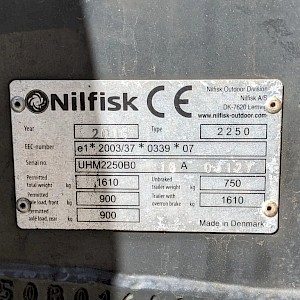 Nilfisk CE
Nilfisk Outdoor Division
Nilfisk A/S
DK-7620 Lemvig
www.nilfisk-outdoor.com
Year Type 2250
EEC-number e1* 2003/37* 0339 * 07
Serial no. UHM2250B0
Permitted total weight kg 1610 Unbraked trailer weight kg 750
Permitted axle load, front kg 900 Trailer with overrun brake kg 1610
Permitted axle load, rear kg 900
Made in Denmark